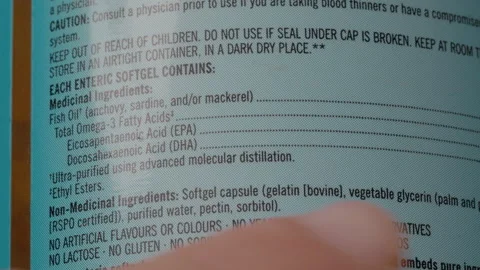 a physician.
CAUTION: Consult a physician prior to use if you are taking blood thinners or have a compromised
system.
KEEP OUT OF REACH OF CHILDREN. DO NOT USE IF SEAL UNDER CAP IS BROKEN. KEEP AT ROOM T
STORE IN AN AIRTIGHT CONTAINER, IN A DARK DRY PLACE.**
EACH ENTERIC SOFTGEL CONTAINS:
Medicinal Ingredients:
Fish Oil† (anchovy, sardine, and/or mackerel)
Total Omega-3 Fatty Acids‡
Eicosapentaenoic Acid (EPA)
Docosahexaenoic Acid (DHA)
†Ultra-purified using advanced molecular distillation.
‡Ethyl Esters.
Non-Medicinal Ingredients: Softgel capsule (gelatin [bovine], vegetable glycerin (palm and
[RSPO certified]), purified water, pectin, sorbitol).
NO ARTIFICIAL FLAVOURS OR COLOURS · NO VATIVES
NO LACTOSE · NO GLUTEN · NO
embeds pure